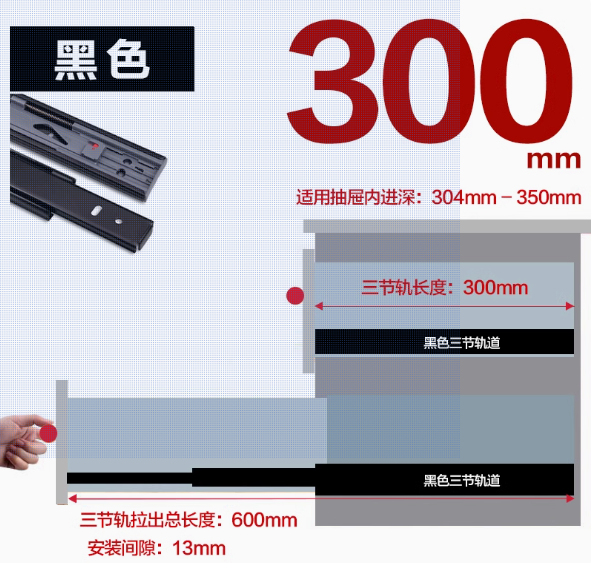 黑色
300
mm
适用抽屉内进深：304mm－350mm
三节轨长度：300mm
黑色三节轨道
黑色三节轨道
三节轨拉出总长度：600mm
安装间隙：13mm